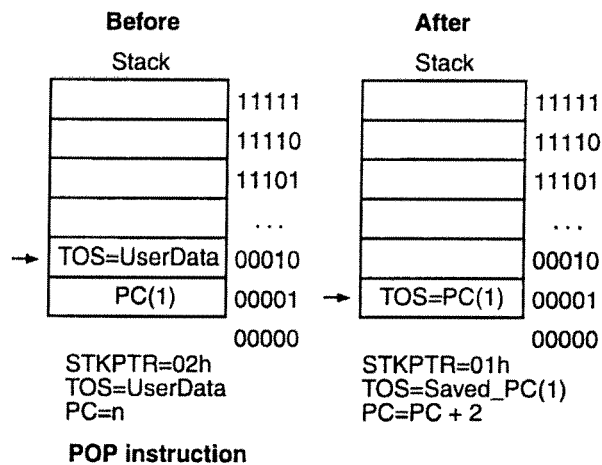 Before
After
Stack
Stack
11111
11111
11110
11110
11101
11101
...
...
TOS=UserData 00010
00010
PC(1) 00001
TOS=PC(1) 00001
00000
00000
STKPTR=02h
TOS=UserData
PC=n
STKPTR=01h
TOS=Saved_PC(1)
PC=PC + 2
POP instruction